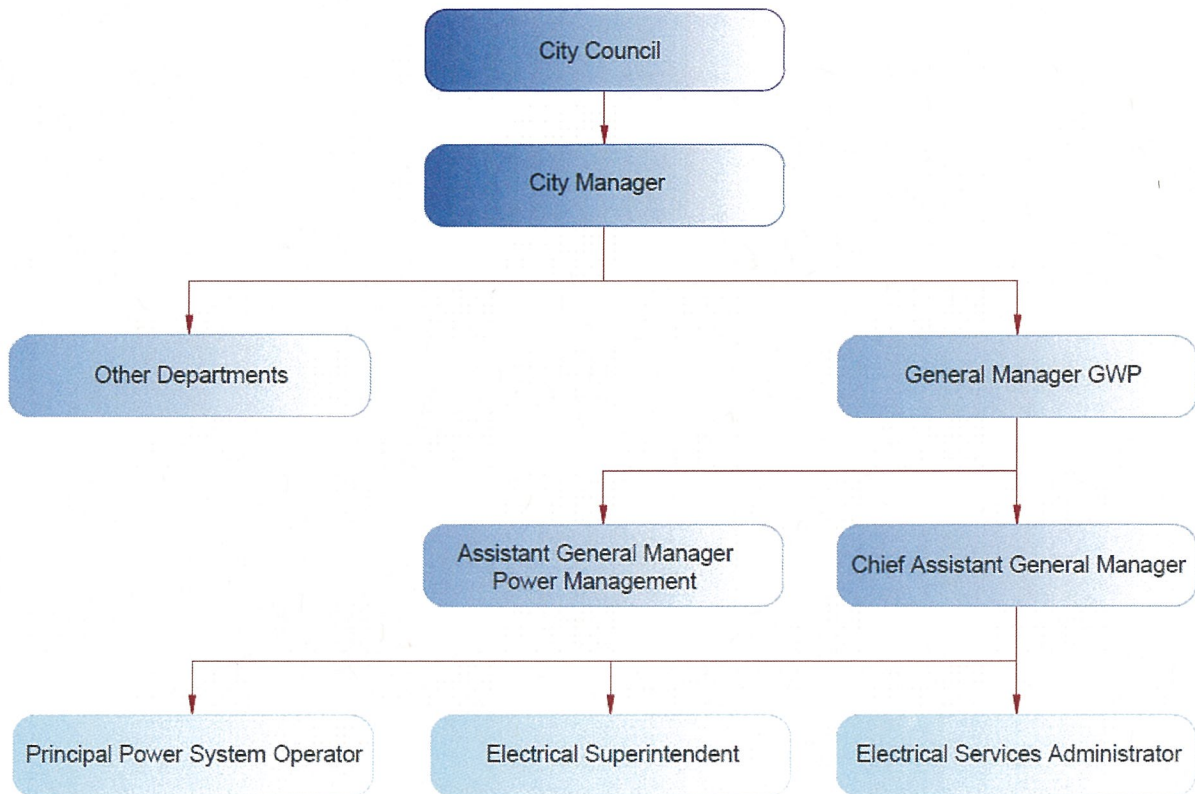 City Council
City Manager
Other Departments
General Manager GWP
Assistant General Manager
Power Management
Chief Assistant General Manager
Principal Power System Operator
Electrical Superintendent
Electrical Services Administrator